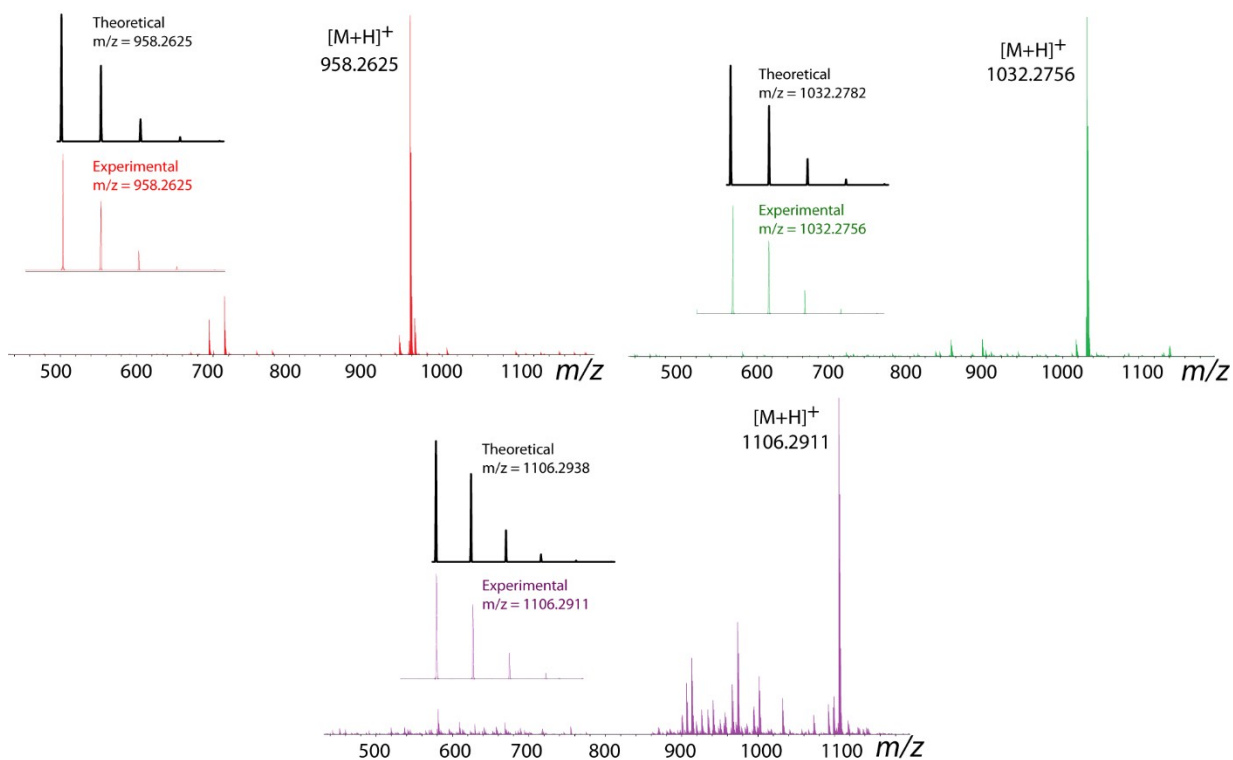 Theoretical
m/z = 958.2625
[M+H]+
958.2625
Experimental
m/z = 958.2625
500 600 700 800 900 1000 1100 m/z
Theoretical
m/z = 1032.2782
[M+H]+
1032.2756
Experimental
m/z = 1032.2756
500 600 700 800 900 1000 1100 m/z
Theoretical
m/z = 1106.2938
[M+H]+
1106.2911
Experimental
m/z = 1106.2911
500 600 700 800 900 1000 1100 m/z